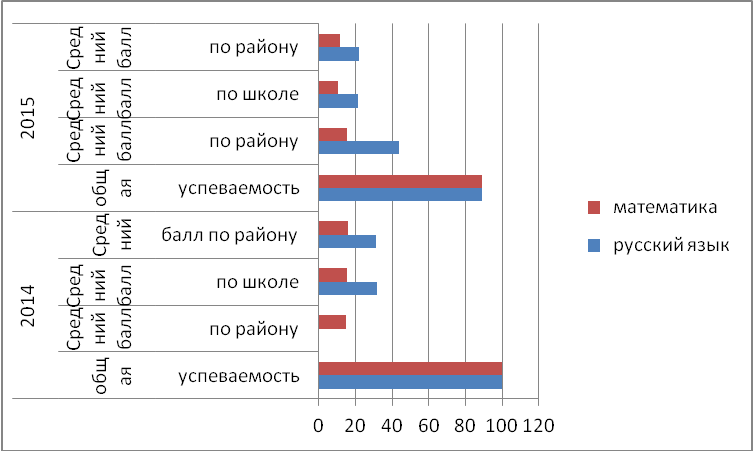 2015
Сред
ний
балл
по району
Сред
ний
балл
по школе
Сред
ний
балл
по району
общ
ая
успеваемость
2014
Сред
ний
балл по району
Сред
ний
балл
по школе
Сред
ний
балл
по району
общ
ая
успеваемость
0 20 40 60 80 100 120
математика
русский язык